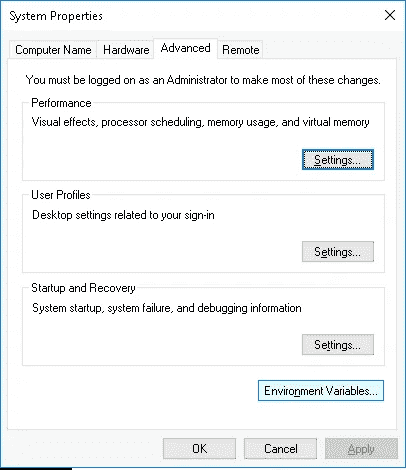 System Properties
Computer Name Hardware Advanced Remote
You must be logged on as an Administrator to make most of these changes.
Performance
Visual effects, processor scheduling, memory usage, and virtual memory
Settings...
User Profiles
Desktop settings related to your sign-in
Settings...
Startup and Recovery
System startup, system failure, and debugging information
Settings...
Environment Variables...
OK Cancel Apply